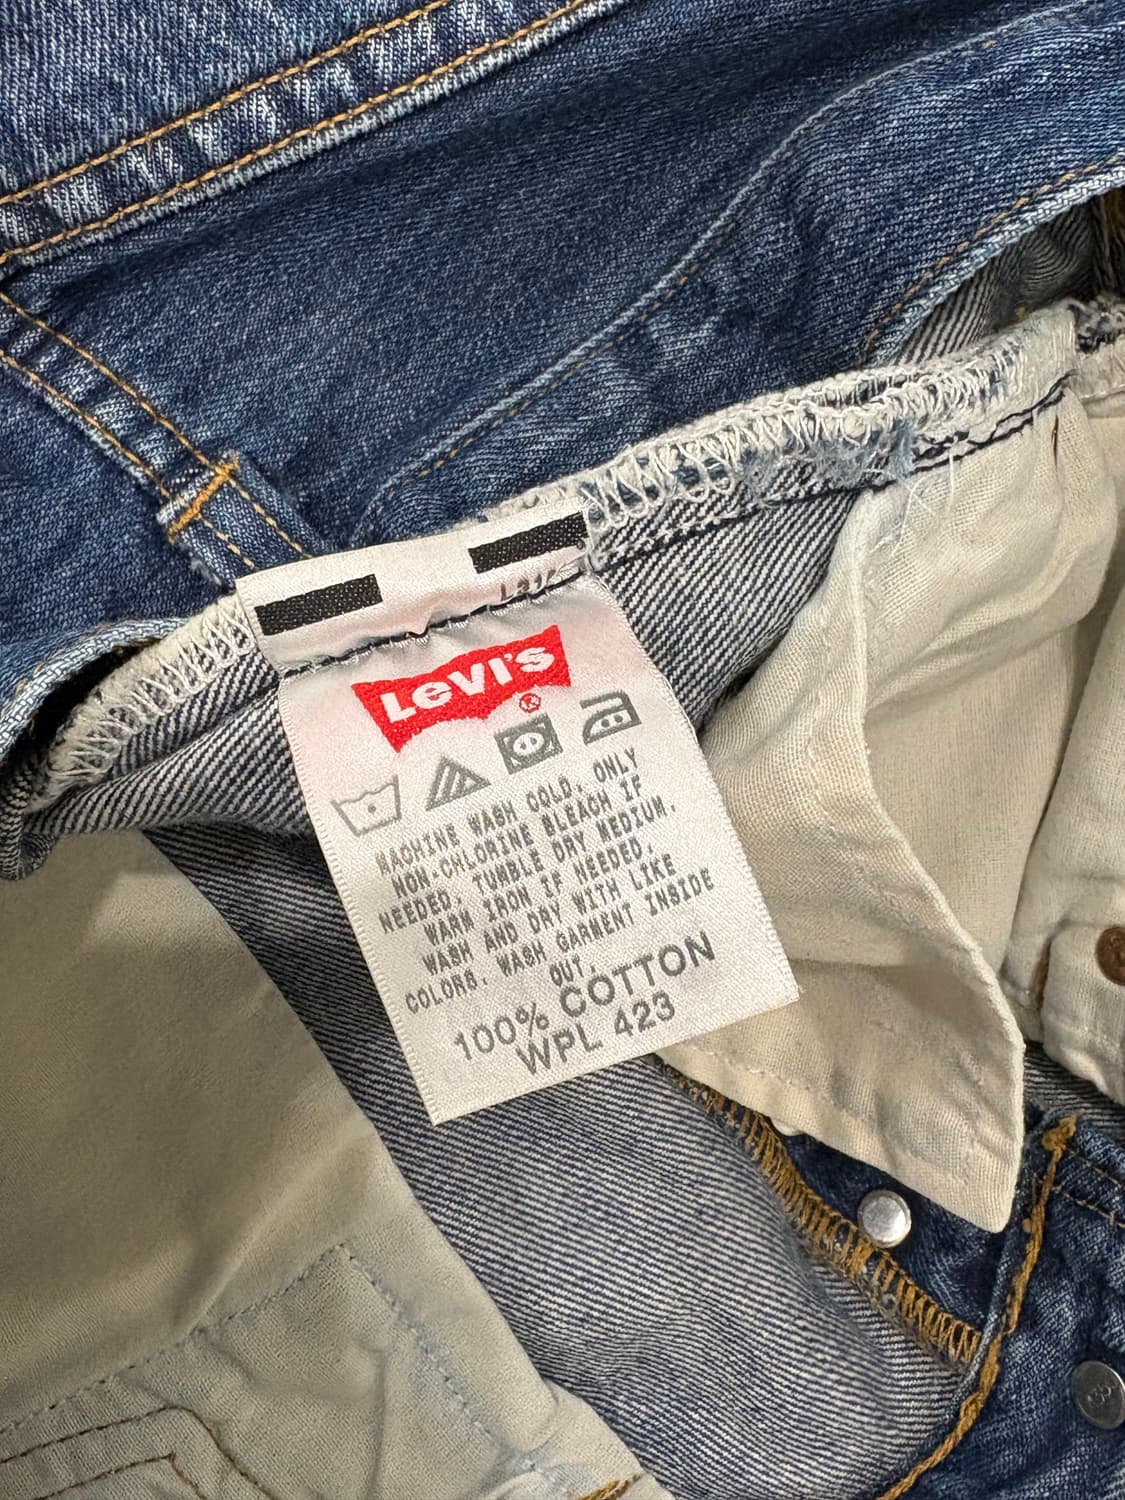 Levi's
®
MACHINE WASH COLD. ONLY
NON-CHLORINE BLEACH IF
NEEDED. TUMBLE DRY MEDIUM.
WARM IRON IF NEEDED.
WASH AND DRY WITH LIKE
COLORS. WASH GARMENT INSIDE
OUT.
100% COTTON
WPL 423